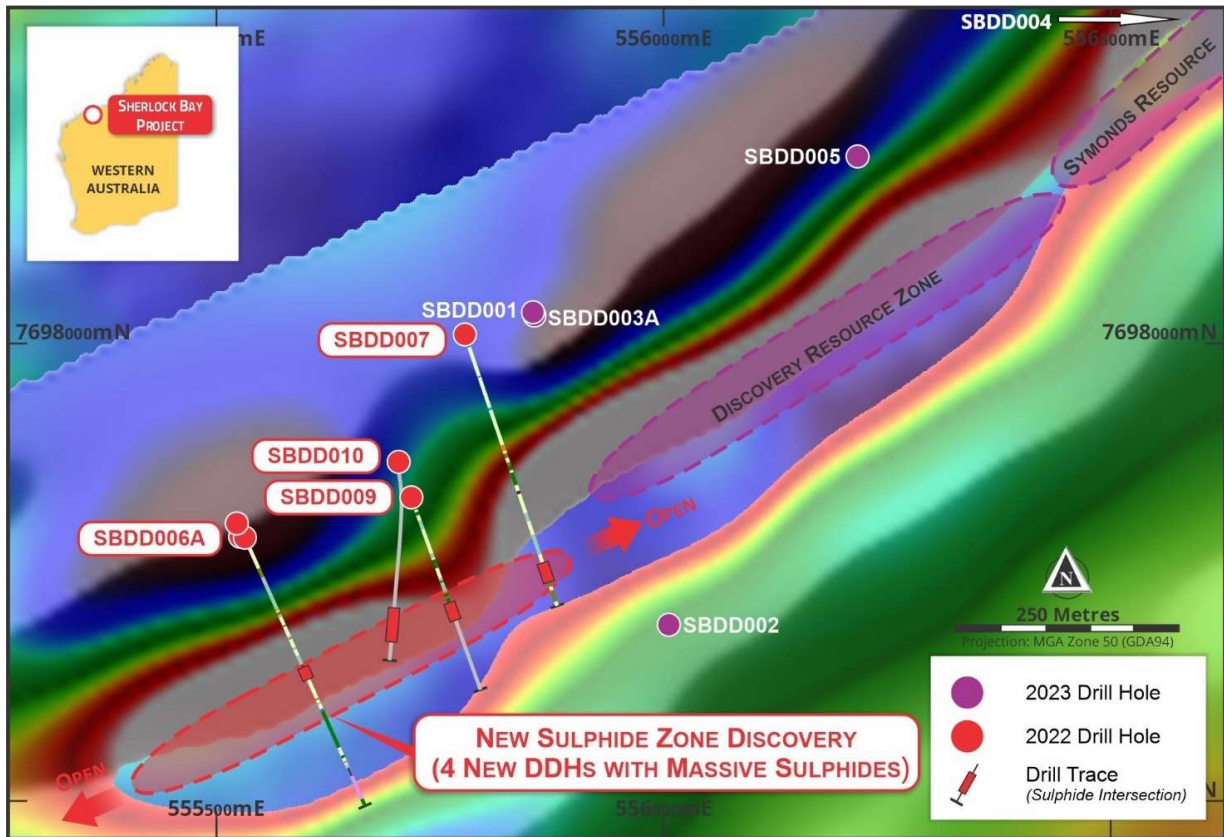 SBDD004
mE
556000mE
556500mE
SHERLOCK BAY
PROJECT
WESTERN
AUSTRALIA
SYMONDS RESOURCE
SBDD005
SBDD001
SBDD003A
7698000mN
7698000mN
SBDD007
DISCOVERY RESOURCE ZONE
SBDD010
SBDD009
OPEN
SBDD006A
N
250 Metres
Projection: MGA Zone 50 (GDA94)
SBDD002
2023 Drill Hole
2022 Drill Hole
Drill Trace
(Sulphide Intersection)
NEW SULPHIDE ZONE DISCOVERY
(4 NEW DDHS WITH MASSIVE SULPHIDES)
OPEN
555500mE
556000mE
N